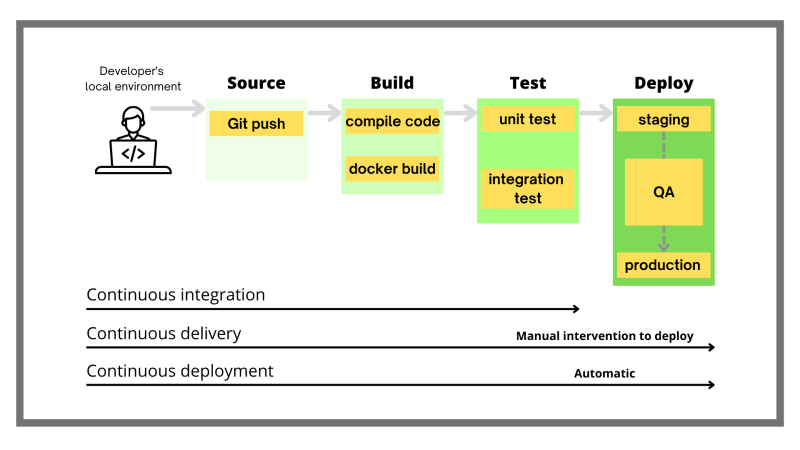 Developer's
local environment
Source
Build
Test
Deploy
Git push
compile code
docker build
unit test
integration
test
staging
QA
production
Continuous integration
Continuous delivery
Manual intervention to deploy
Continuous deployment
Automatic
</>